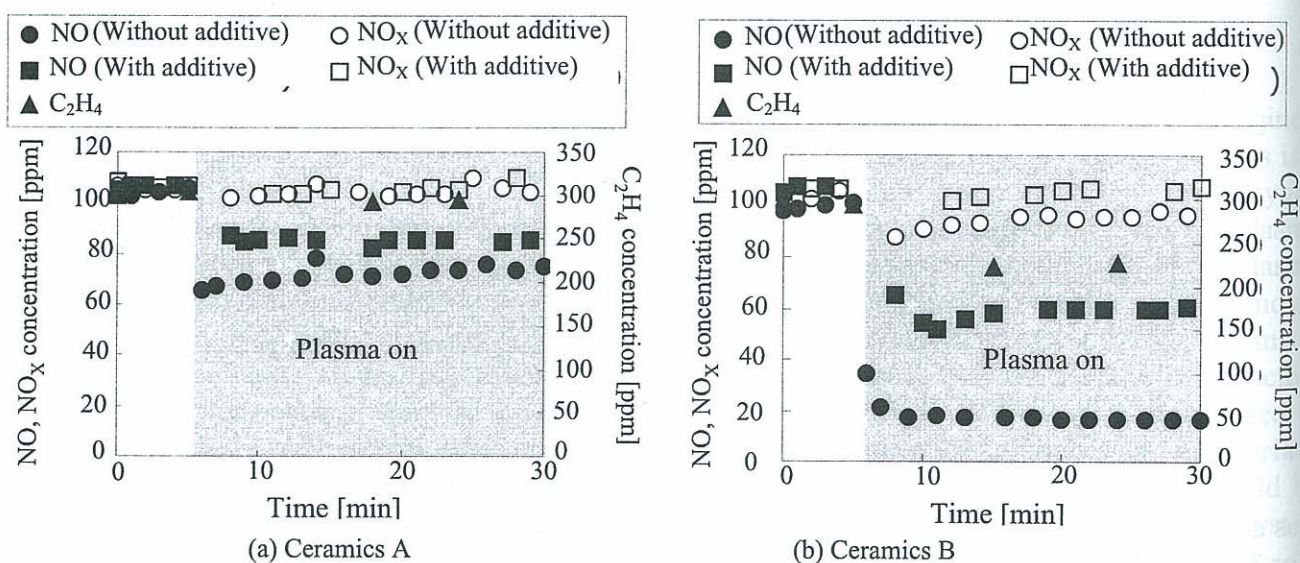 ● NO (Without additive) ○ NOX (Without additive)
■ NO (With additive) □ NOX (With additive)
▲ C2H4
NO, NOX concentration [ppm]
120
100
80
60
40
20
0
Plasma on
350
300
250
200
150
100
50
0
C2H4 concentration [ppm]
0 10 20 30
Time [min]
(a) Ceramics A
● NO (Without additive) ○ NOX (Without additive)
■ NO (With additive) □ NOX (With additive)
▲ C2H4
NO, NOX concentration [ppm]
120
100
80
60
40
20
0
Plasma on
350
300
250
200
150
100
50
0
C2H4 concentration [ppm]
0 10 20 30
Time [min]
(b) Ceramics B